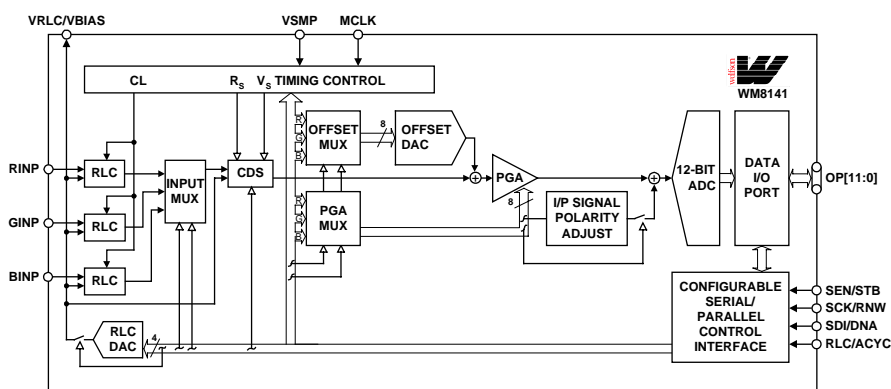 VRLC/VBIAS
VSMP
MCLK
CL
RS
VS TIMING CONTROL
wolfson
WM8141
R
G
B
OFFSET
MUX
8
OFFSET
DAC
RINP
RLC
INPUT
MUX
CDS
PGA
12-BIT
ADC
DATA
I/O
PORT
OP[11:0]
GINP
RLC
R
G
B
PGA
MUX
8
I/P SIGNAL
POLARITY
ADJUST
BINP
RLC
CONFIGURABLE
SERIAL/
PARALLEL
CONTROL
INTERFACE
SEN/STB
SCK/RNW
SDI/DNA
RLC/ACYC
RLC
DAC
4